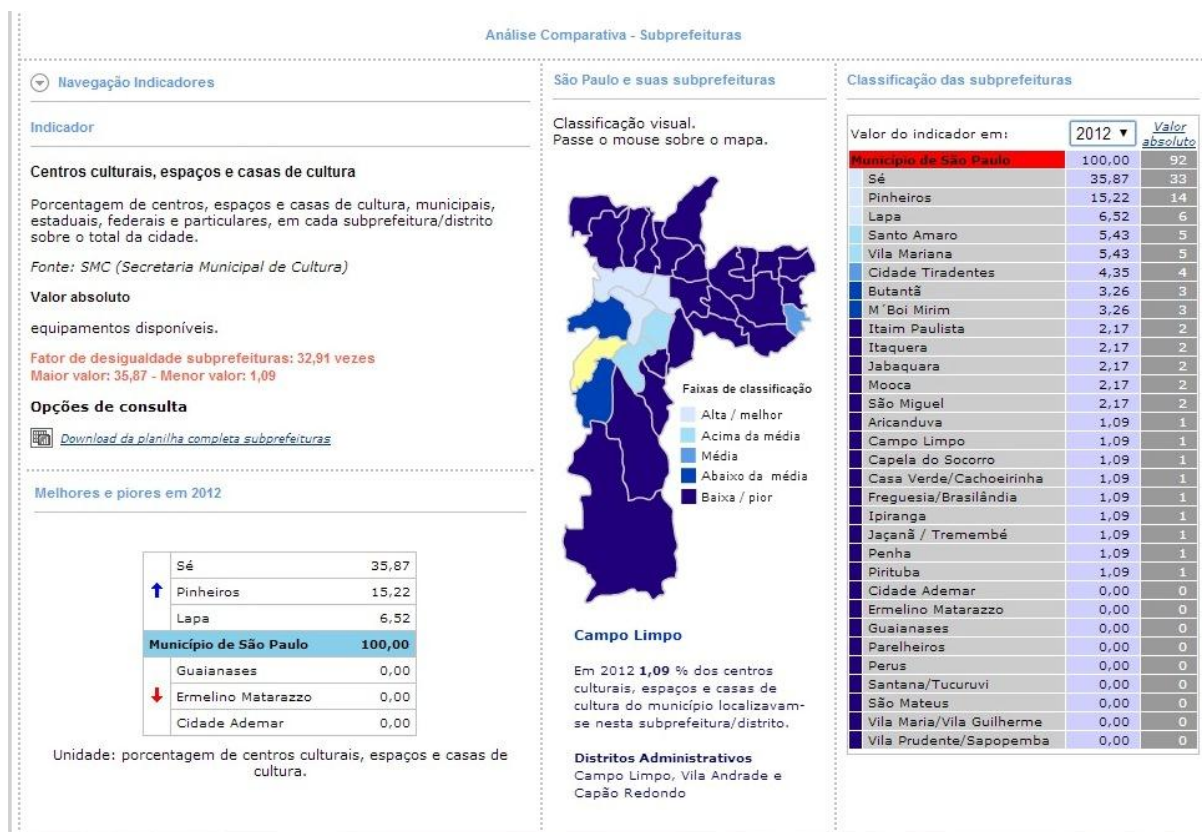 Análise Comparativa - Subprefeituras
Navegação Indicadores
Indicador
Centros culturais, espaços e casas de cultura
Porcentagem de centros, espaços e casas de cultura, municipais,
estaduais, federais e particulares, em cada subprefeitura/distrito
sobre o total da cidade.
Fonte: SMC (Secretaria Municipal de Cultura)
Valor absoluto
equipamentos disponíveis.
Fator de desigualdade subprefeituras: 32,91 vezes
Maior valor: 35,87 - Menor valor: 1,09
Opções de consulta
Download da planilha completa subprefeituras
Melhores e piores em 2012
Sé 35,87
Pinheiros 15,22
Lapa 6,52
Município de São Paulo 100,00
Guaianases 0,00
Ermelino Matarazzo 0,00
Cidade Ademar 0,00
Unidade: porcentagem de centros culturais, espaços e casas de
cultura.
São Paulo e suas subprefeituras
Classificação visual.
Passe o mouse sobre o mapa.
Faixas de classificação
Alta / melhor
Acima da média
Média
Abaixo da média
Baixa / pior
Campo Limpo
Em 2012 1,09 % dos centros
culturais, espaços e casas de
cultura do município localizavam-
se nesta subprefeitura/distrito.
Distritos Administrativos
Campo Limpo, Vila Andrade e
Capão Redondo
Classificação das subprefeituras
Valor do indicador em: 2012 Valor
absoluto
Município de São Paulo 100,00 92
Sé 35,87 33
Pinheiros 15,22 14
Lapa 6,52 6
Santo Amaro 5,43 5
Vila Mariana 5,43 5
Cidade Tiradentes 4,35 4
Butantã 3,26 3
M´Boi Mirim 3,26 3
Itaim Paulista 2,17 2
Itaquera 2,17 2
Jabaquara 2,17 2
Mooca 2,17 2
São Miguel 2,17 2
Aricanduva 1,09 1
Campo Limpo 1,09 1
Capela do Socorro 1,09 1
Casa Verde/Cachoeirinha 1,09 1
Freguesia/Brasilândia 1,09 1
Ipiranga 1,09 1
Jaçanã / Tremembé 1,09 1
Penha 1,09 1
Pirituba 1,09 1
Cidade Ademar 0,00 0
Ermelino Matarazzo 0,00 0
Guaianases 0,00 0
Parelheiros 0,00 0
Perus 0,00 0
Santana/Tucuruvi 0,00 0
São Mateus 0,00 0
Vila Maria/Vila Guilherme 0,00 0
Vila Prudente/Sapopemba 0,00 0